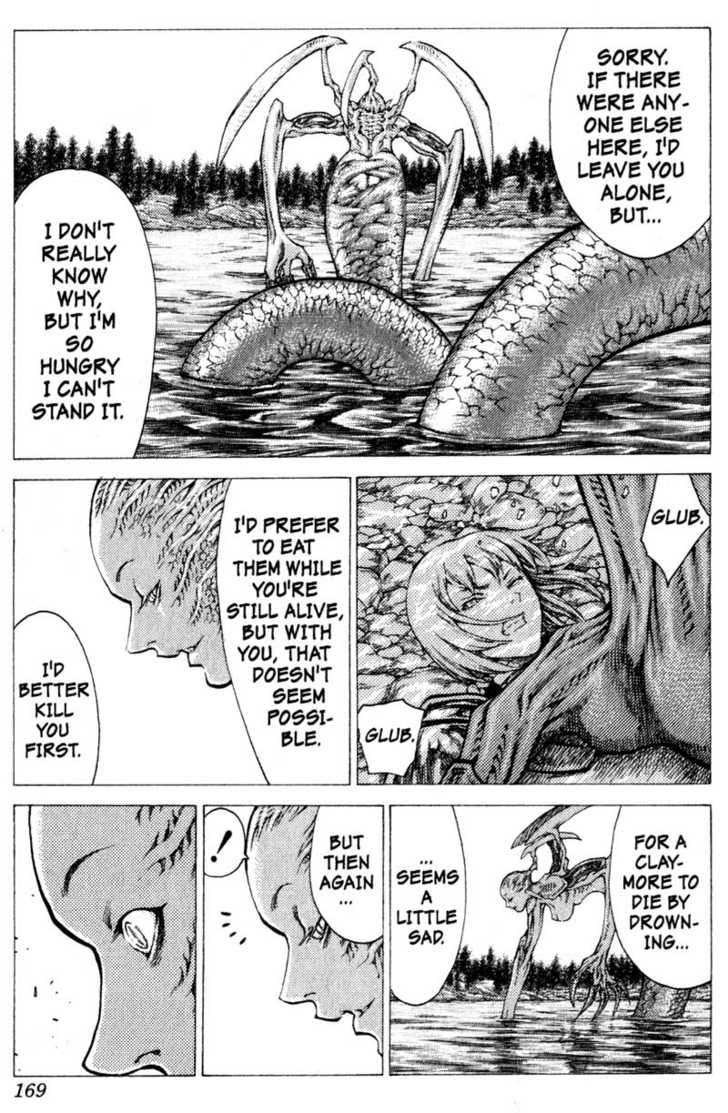 SORRY.
IF THERE
WERE ANY-
ONE ELSE
HERE, I'D
LEAVE YOU
ALONE,
BUT...
I DON'T
REALLY
KNOW
WHY,
BUT I'M
SO
HUNGRY
I CAN'T
STAND IT.
GLUB.
GLUB.
I'D PREFER
TO EAT
THEM WHILE
YOU'RE
STILL ALIVE,
BUT WITH
YOU, THAT
DOESN'T
SEEM
POSSI-
BLE.
I'D
BETTER
KILL
YOU
FIRST.
FOR A
CLAY-
MORE TO
DIE BY
DROWN-
ING...
...
SEEMS
A
LITTLE
SAD.
BUT
THEN
AGAIN
...
!
169